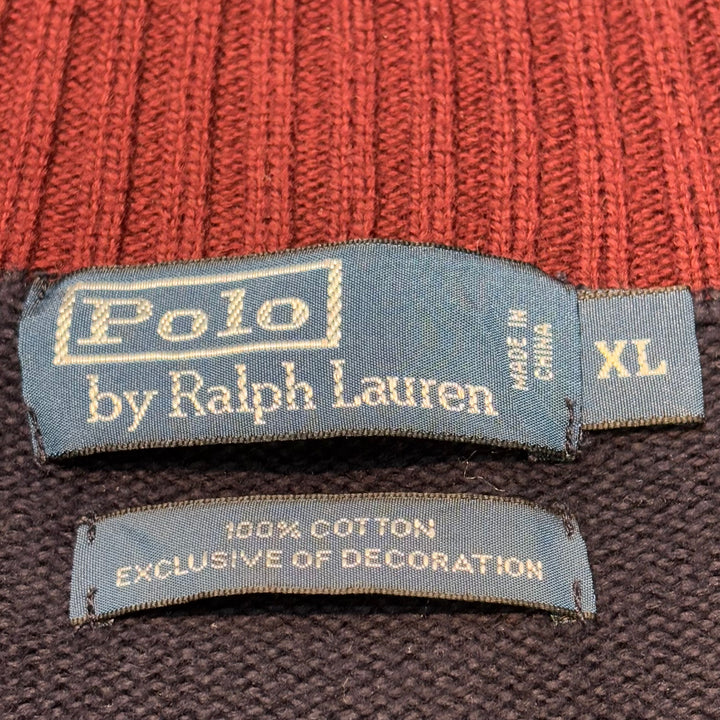 Polo
by Ralph Lauren
MADE IN
CHINA
XL
100% COTTON
EXCLUSIVE OF DECORATION